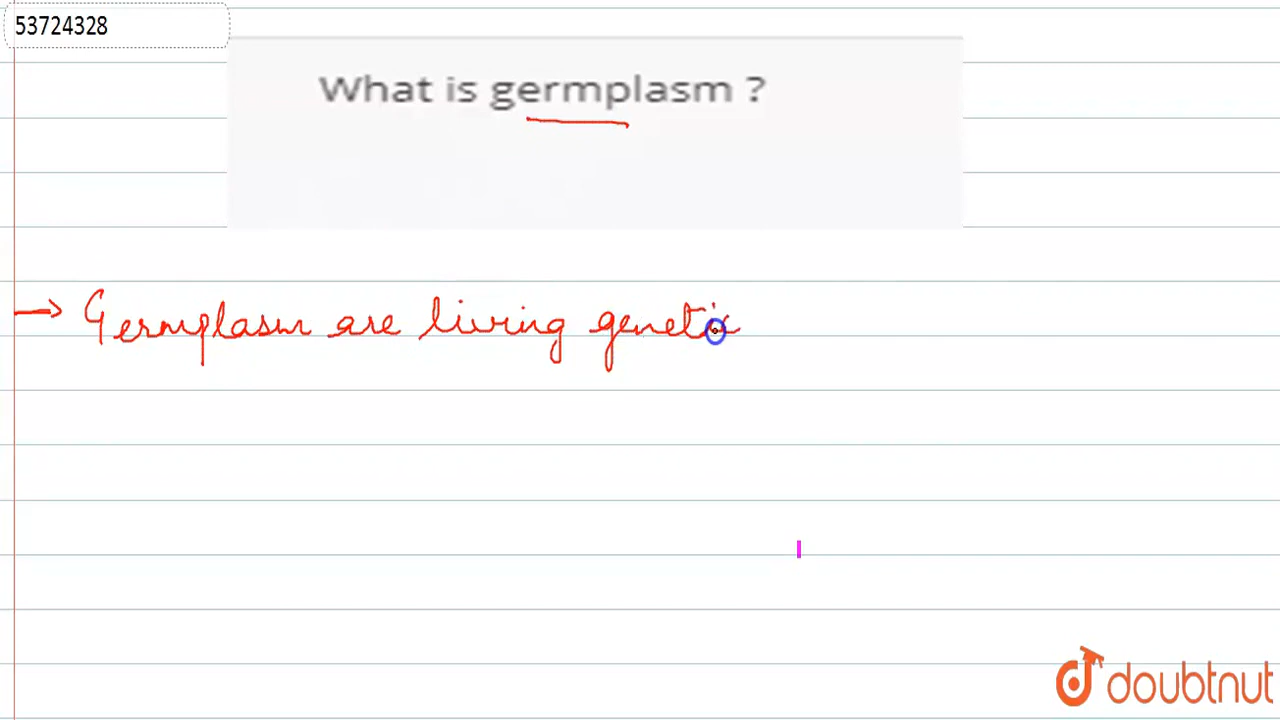 53724328
What is germplasm ?
→ Germplasm are living genetic
doubtnut